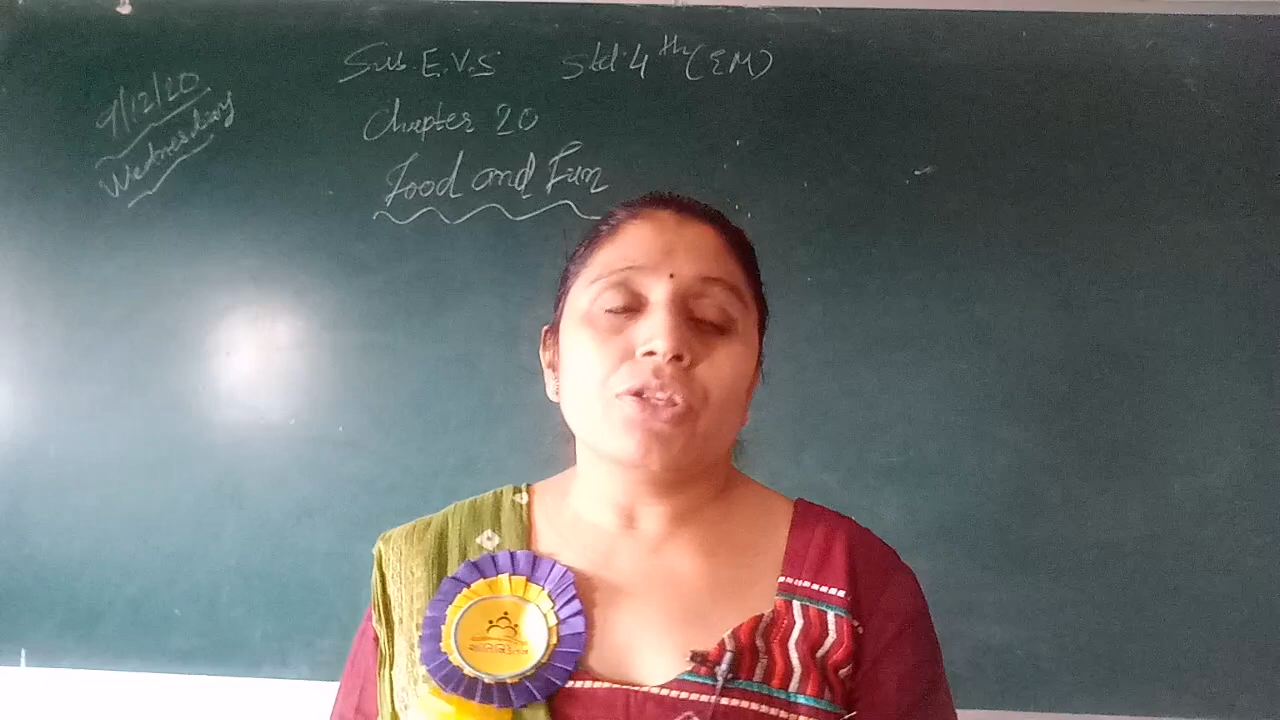 9/12/20
Wednesday
Sub. E.V.S Std. 4th (EM)
Chapter 20
Food and Fun